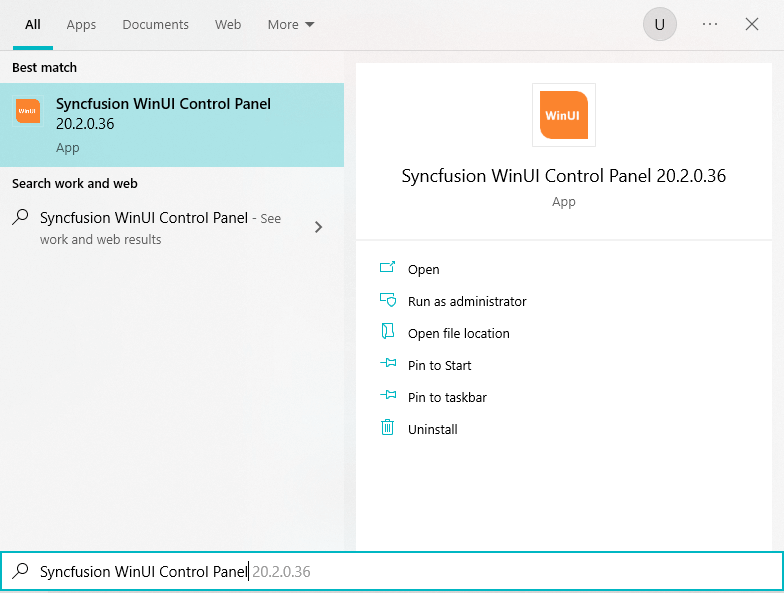 All Apps Documents Web More U
Best match
WinUI
Syncfusion WinUI Control Panel
20.2.0.36
App
Search work and web
Syncfusion WinUI Control Panel - See
work and web results
WinUI
Syncfusion WinUI Control Panel 20.2.0.36
App
Open
Run as administrator
Open file location
Pin to Start
Pin to taskbar
Uninstall
Syncfusion WinUI Control Panel 20.2.0.36